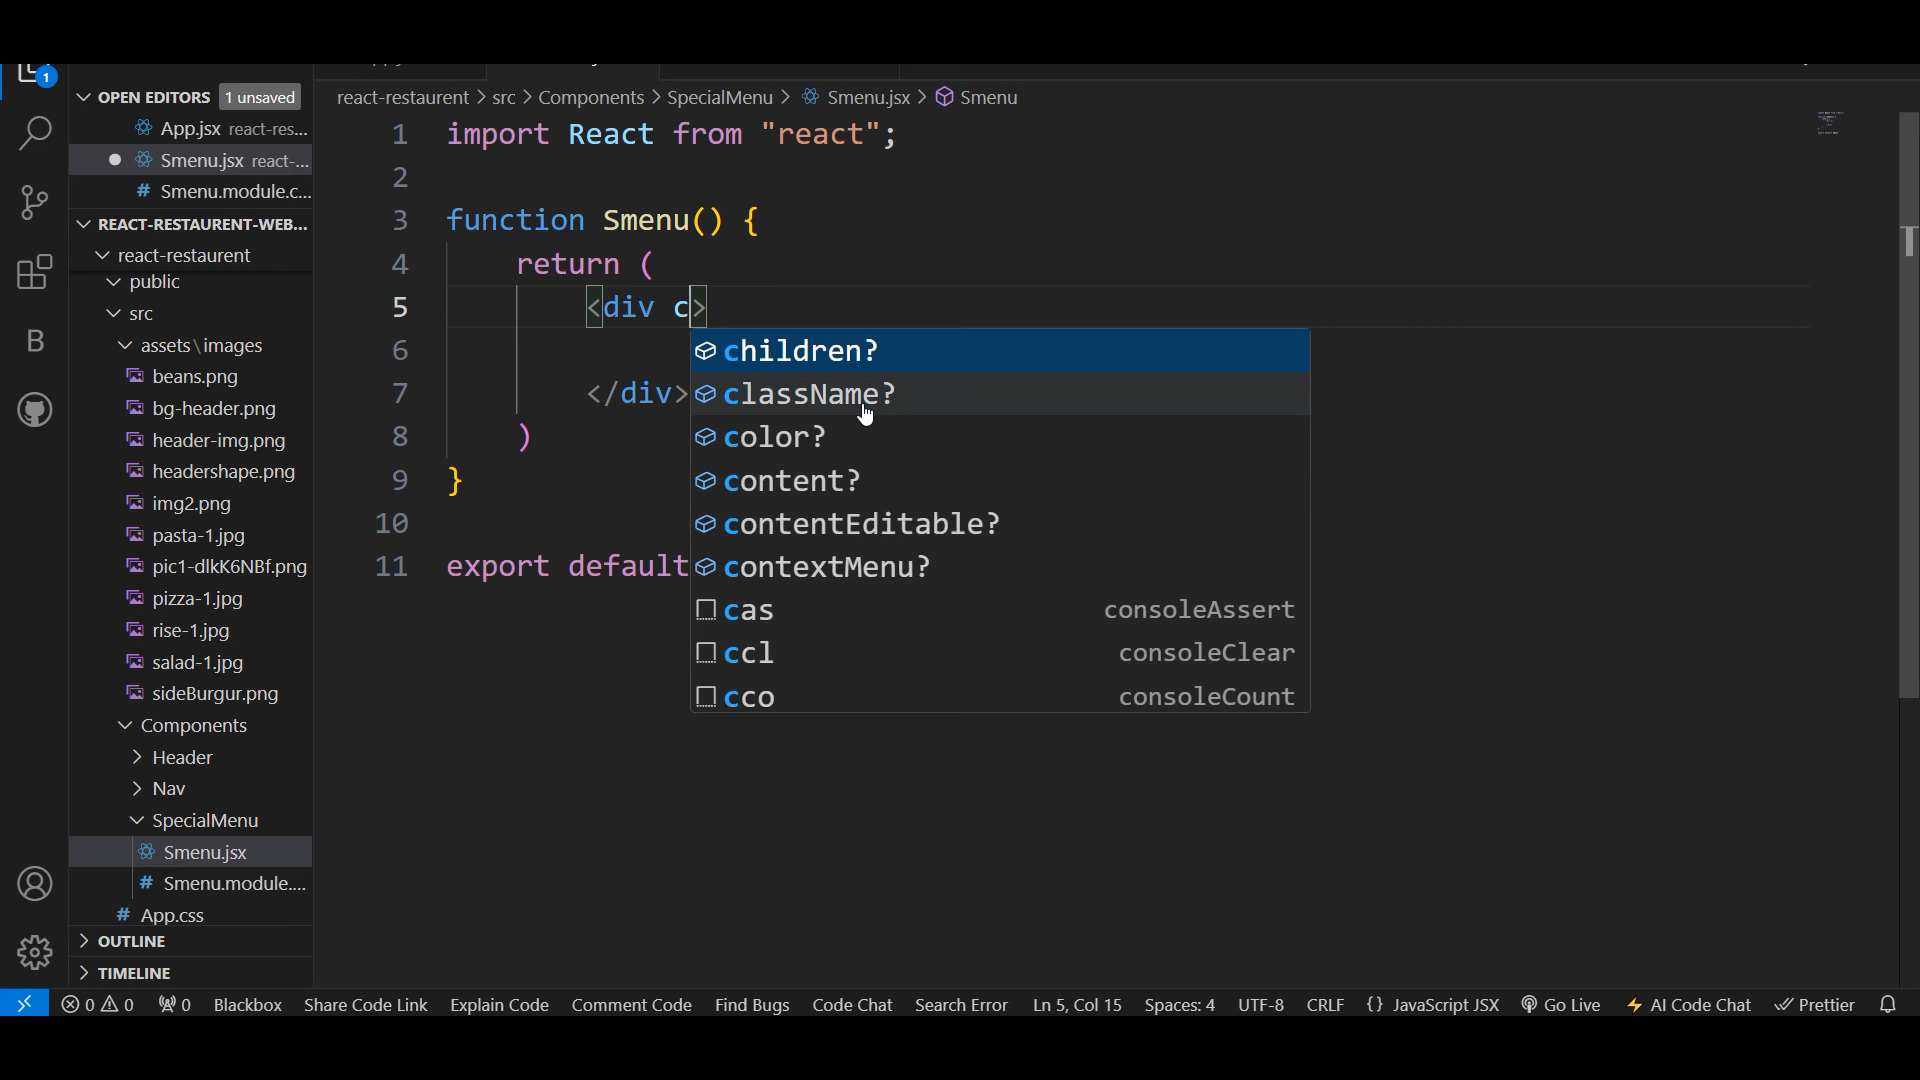 1
OPEN EDITORS 1 unsaved
App.jsx react-res...
Smenu.jsx react-...
# Smenu.module.c...
REACT-RESTAURENT-WEB...
react-restaurent
public
src
assets\images
beans.png
bg-header.png
header-img.png
headershape.png
img2.png
pasta-1.jpg
pic1-dlkK6NBf.png
pizza-1.jpg
rise-1.jpg
salad-1.jpg
sideBurgur.png
Components
Header
Nav
SpecialMenu
Smenu.jsx
# Smenu.module....
# App.css
OUTLINE
TIMELINE
B
react-restaurent > src > Components > SpecialMenu > Smenu.jsx > Smenu
1 import React from "react";
2
3 function Smenu() {
4 return (
5 <div c>
6
7 </div>
8 )
9 }
10
11 export default
children?
className?
color?
content?
contentEditable?
contextMenu?
cas consoleAssert
ccl consoleClear
cco consoleCount
0 0 0 Blackbox Share Code Link Explain Code Comment Code Find Bugs Code Chat Search Error Ln 5, Col 15 Spaces: 4 UTF-8 CRLF {} JavaScript JSX Go Live AI Code Chat Prettier